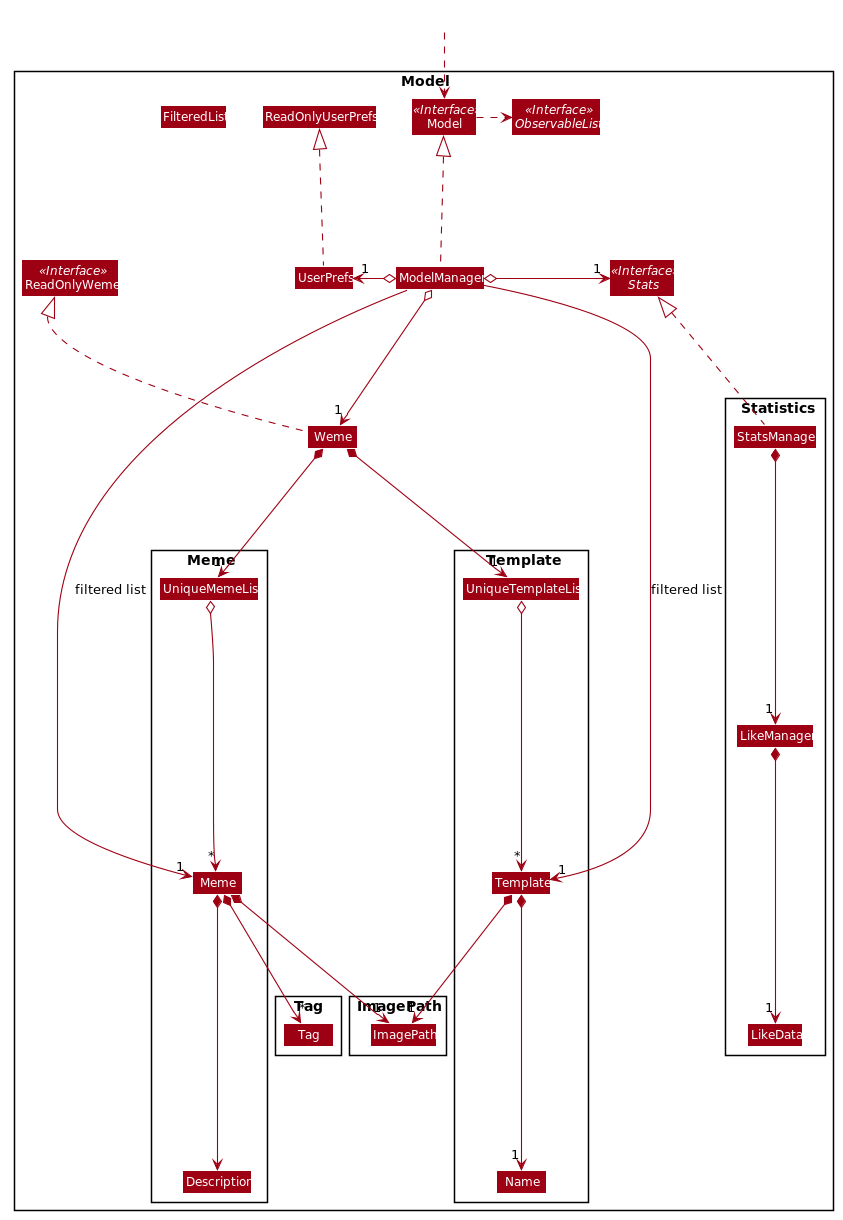 Model
FilteredList
ReadOnlyUserPrefs
«Interface»
Model
«Interface»
ObservableList
«Interface»
ReadOnlyWeme
UserPrefs
1
ModelManager
1
«Interface»
Stats
1
Statistics
Weme
StatsManager
Meme
1
Template
1
UniqueMemeList
UniqueTemplateList
filtered list
filtered list
1
LikeManager
*
*
1
1
Meme
Template
Tag
*
ImagePath
1
1
1
Tag
ImagePath
LikeData
1
Description
Name